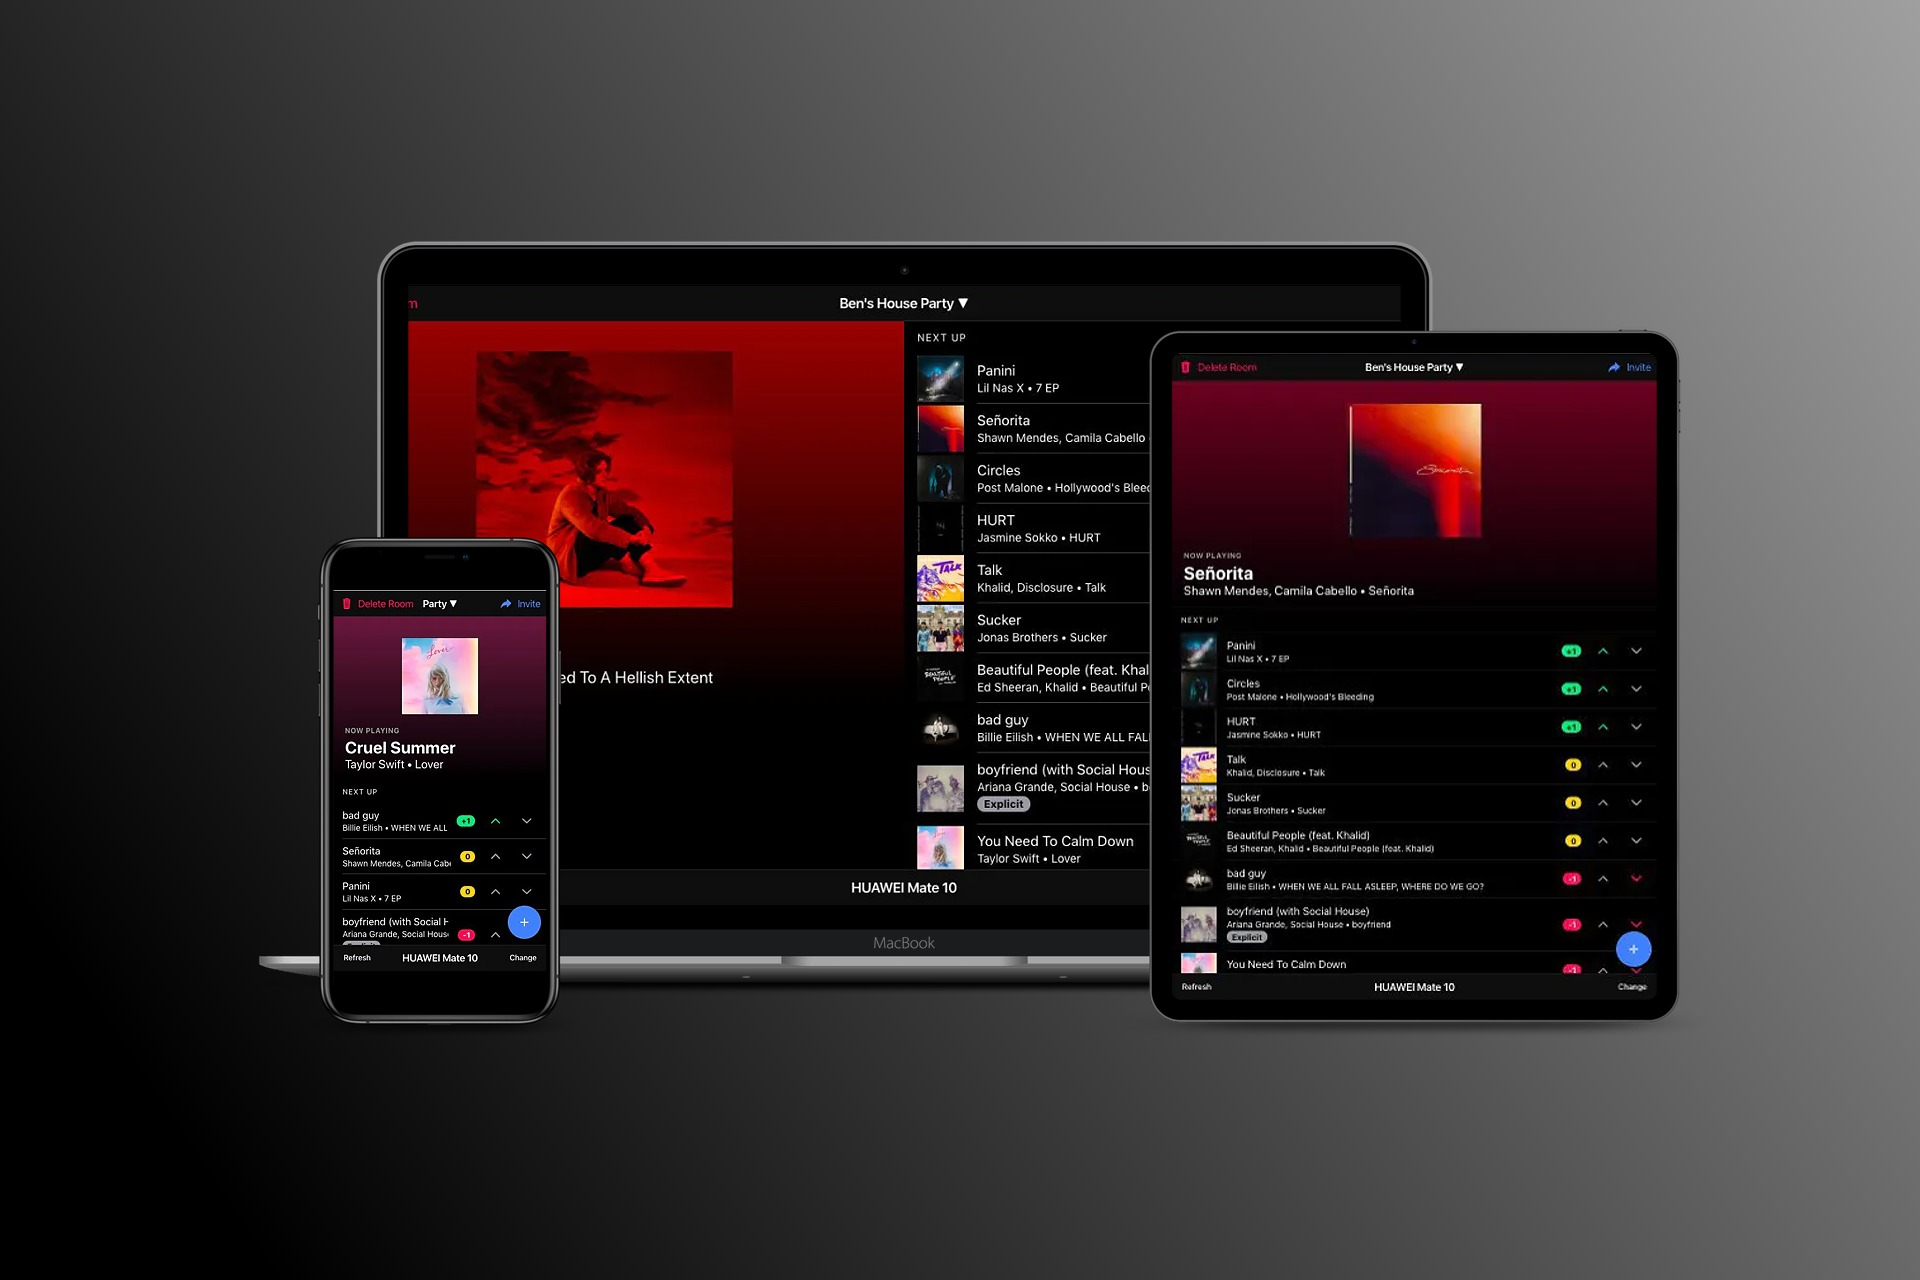 m
Ben's House Party ▼
NEXT UP
Panini
Lil Nas X • 7 EP
Señorita
Shawn Mendes, Camila Cabello
Circles
Post Malone • Hollywood's Bleec
HURT
Jasmine Sokko • HURT
TALK
Talk
Khalid, Disclosure • Talk
Sucker
Jonas Brothers • Sucker
BEAUTIFUL PEOPLE
Beautiful People (feat. Khal
Ed Sheeran, Khalid • Beautiful P
bad guy
Billie Eilish • WHEN WE ALL FAL
boyfriend (with Social Hous
Ariana Grande, Social House • b
Explicit
You Need To Calm Down
Taylor Swift • Lover
ed To A Hellish Extent
HUAWEI Mate 10
MacBook
Delete Room
Party ▼
Invite
Lover
NOW PLAYING
Cruel Summer
Taylor Swift • Lover
NEXT UP
bad guy
Billie Eilish • WHEN WE ALL
+1
Señorita
Shawn Mendes, Camila Cab
0
Panini
Lil Nas X • 7 EP
0
boyfriend (with Social H
Ariana Grande, Social Hous
-1
+
Refresh
HUAWEI Mate 10
Change
Delete Room
Ben's House Party ▼
Invite
Señorita
NOW PLAYING
Señorita
Shawn Mendes, Camila Cabello • Señorita
NEXT UP
Panini
Lil Nas X • 7 EP
+1
Circles
Post Malone • Hollywood's Bleeding
+1
HURT
Jasmine Sokko • HURT
+1
TALK
Talk
Khalid, Disclosure • Talk
0
Sucker
Jonas Brothers • Sucker
0
Beautiful People (feat. Khalid)
Ed Sheeran, Khalid • Beautiful People (feat. Khalid)
0
bad guy
Billie Eilish • WHEN WE ALL FALL ASLEEP, WHERE DO WE GO?
-1
boyfriend (with Social House)
Ariana Grande, Social House • boyfriend
Explicit
-1
You Need To Calm Down
-1
+
Refresh
HUAWEI Mate 10
Change